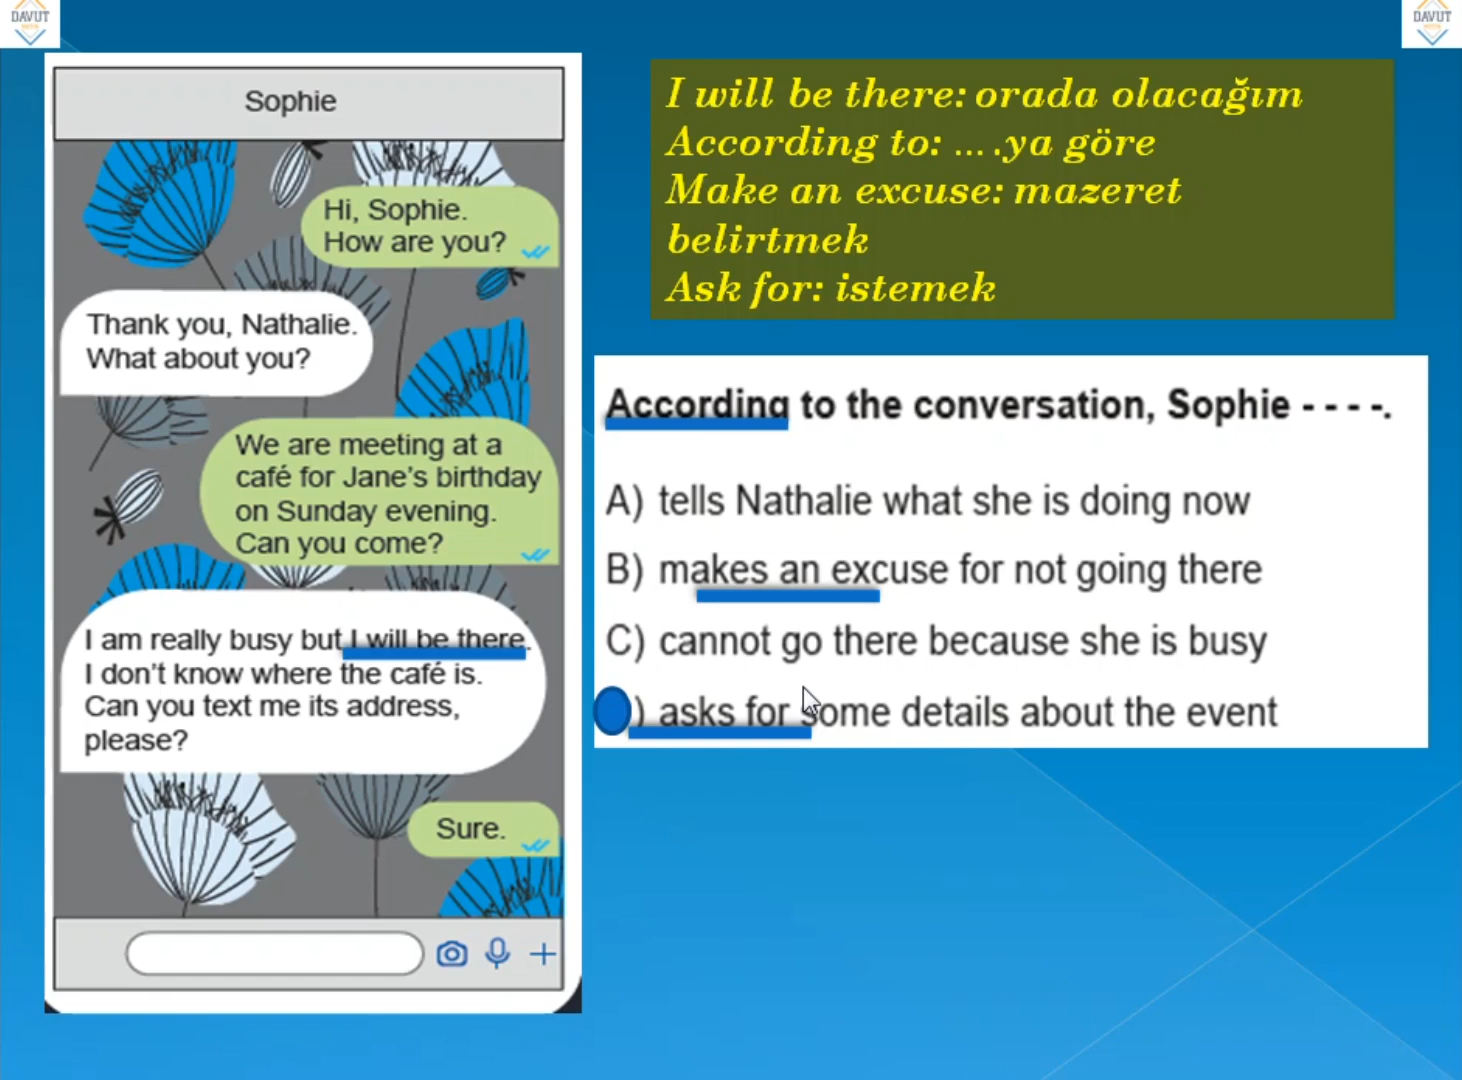 DAVUT
DAVUT
Sophie
Hi, Sophie.
How are you?
Thank you, Nathalie.
What about you?
We are meeting at a
café for Jane's birthday
on Sunday evening.
Can you come?
I am really busy but I will be there.
I don't know where the café is.
Can you text me its address,
please?
Sure.
I will be there: orada olacağım
According to: ... .ya göre
Make an excuse: mazeret
belirtmek
Ask for: istemek
According to the conversation, Sophie - - - -.
A) tells Nathalie what she is doing now
B) makes an excuse for not going there
C) cannot go there because she is busy
) asks for some details about the event